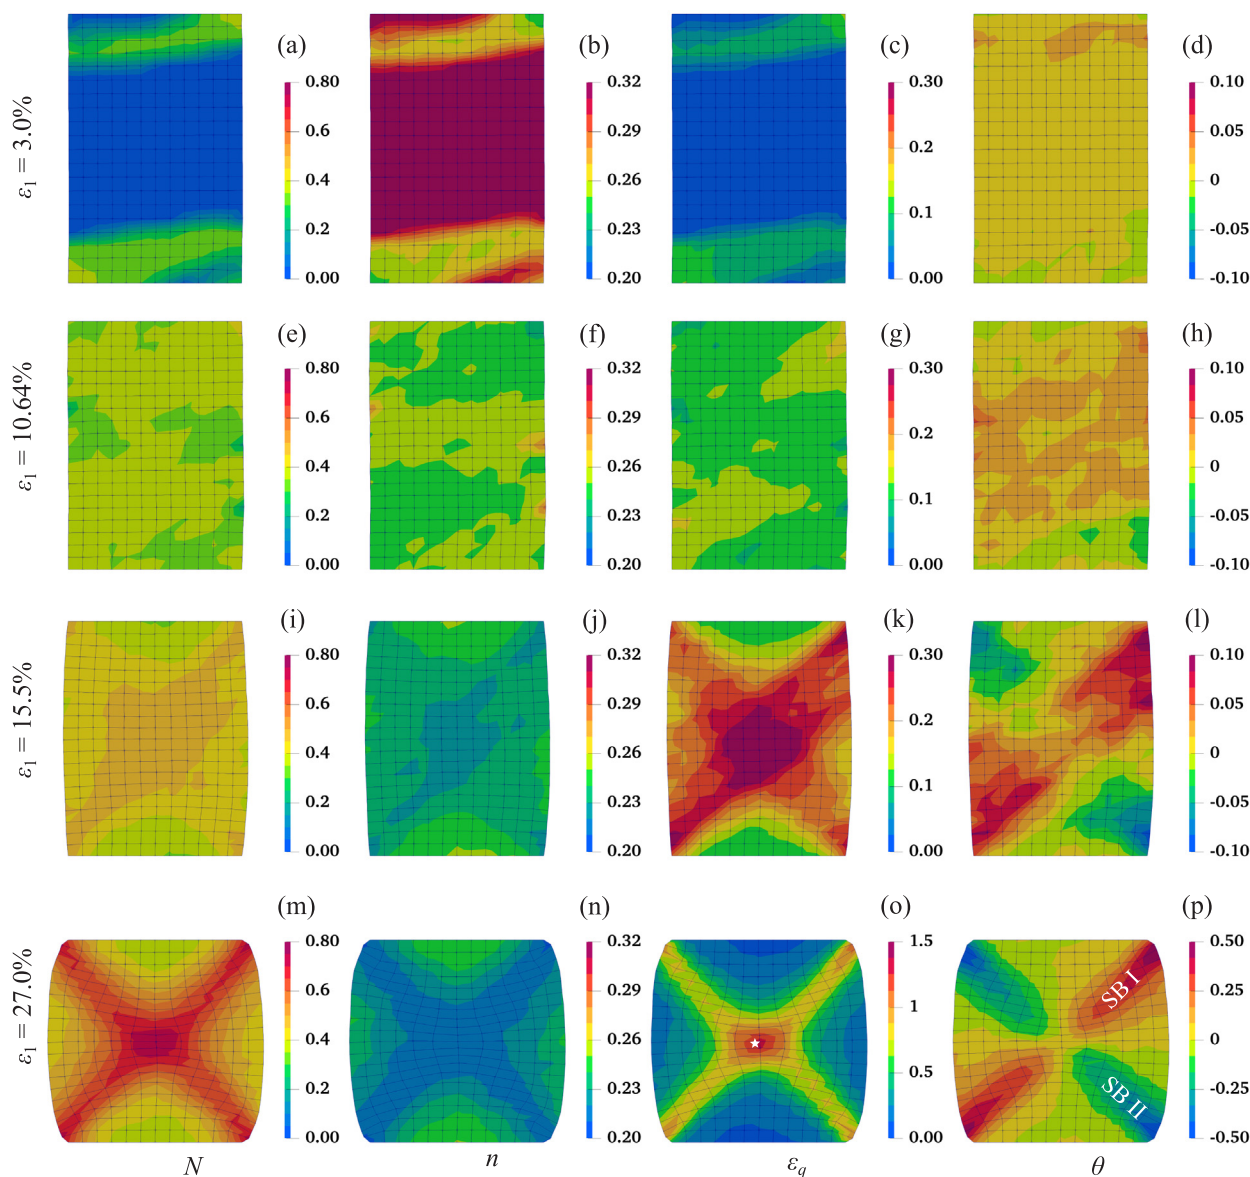 (a) (b) (c) (d)
0.80 0.32 0.30 0.10
0.6 0.29 0.2 0.05
ε₁ = 3.0%
0.4 0.26 0
0.2 0.23 0.1 -0.05
0.00 0.20 0.00 -0.10
(e) (f) (g) (h)
0.80 0.32 0.30 0.10
0.6 0.29 0.2 0.05
ε₁ = 10.64%
0.4 0.26 0
0.2 0.23 0.1 -0.05
0.00 0.20 0.00 -0.10
(i) (j) (k) (l)
0.80 0.32 0.30 0.10
0.6 0.29 0.2 0.05
ε₁ = 15.5%
0.4 0.26 0
0.2 0.23 0.1 -0.05
0.00 0.20 0.00 -0.10
(m) (n) (o) (p)
0.80 0.32 1.5 0.50
0.6 0.29 1 0.25
SB I
ε₁ = 27.0%
0.4 0.26 0
0.2 0.23 0.5 -0.25
SB II
0.00 0.20 0.00 -0.50
N n ε_q θ